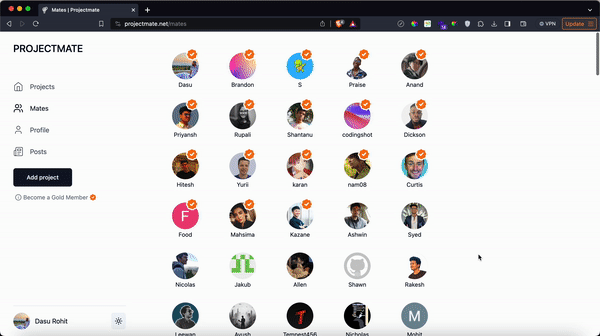 Mates | Projectmate
projectmate.net/mates
VPN
Update
PROJECTMATE
Projects
Mates
Profile
Posts
Add project
Become a Gold Member
Dasu Rohit
Dasu Brandon S Praise Anand
Priyansh Rupali Shantanu codingshot Dickson
Hitesh Yurii karan nam08 Curtis
F
Food Mahsima Kazane Ashwin Syed
Nicolas Jakub Allen Shawn Rakesh
M
Leewan Ayush Tempest456 Nicholas Mohit